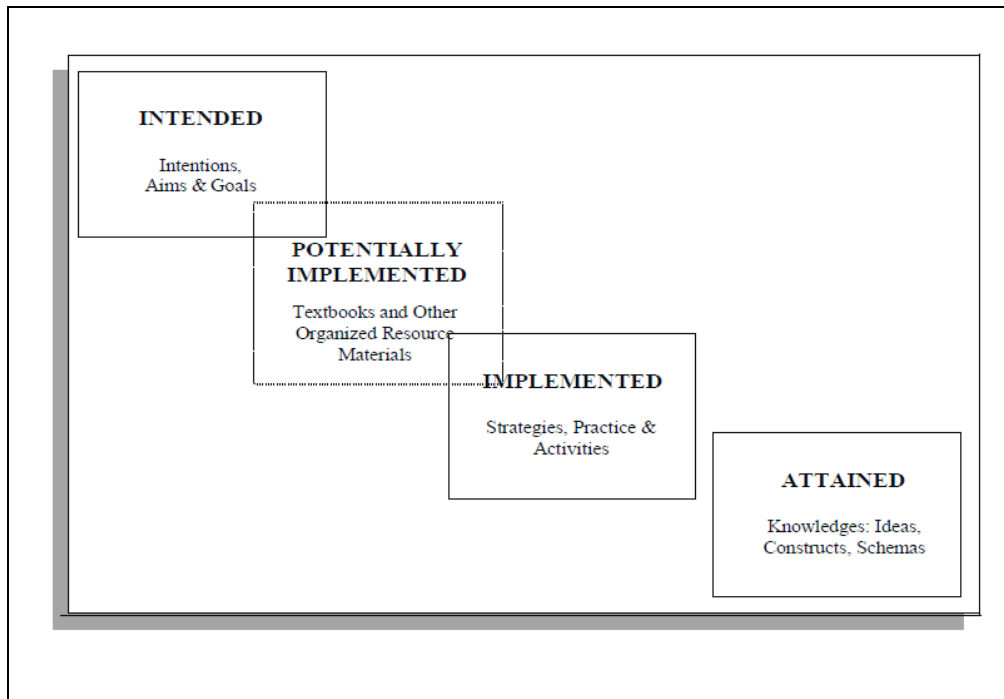 INTENDED
Intentions,
Aims & Goals
POTENTIALLY
IMPLEMENTED
Textbooks and Other
Organized Resource
Materials
IMPLEMENTED
Strategies, Practice &
Activities
ATTAINED
Knowledges: Ideas,
Constructs, Schemas